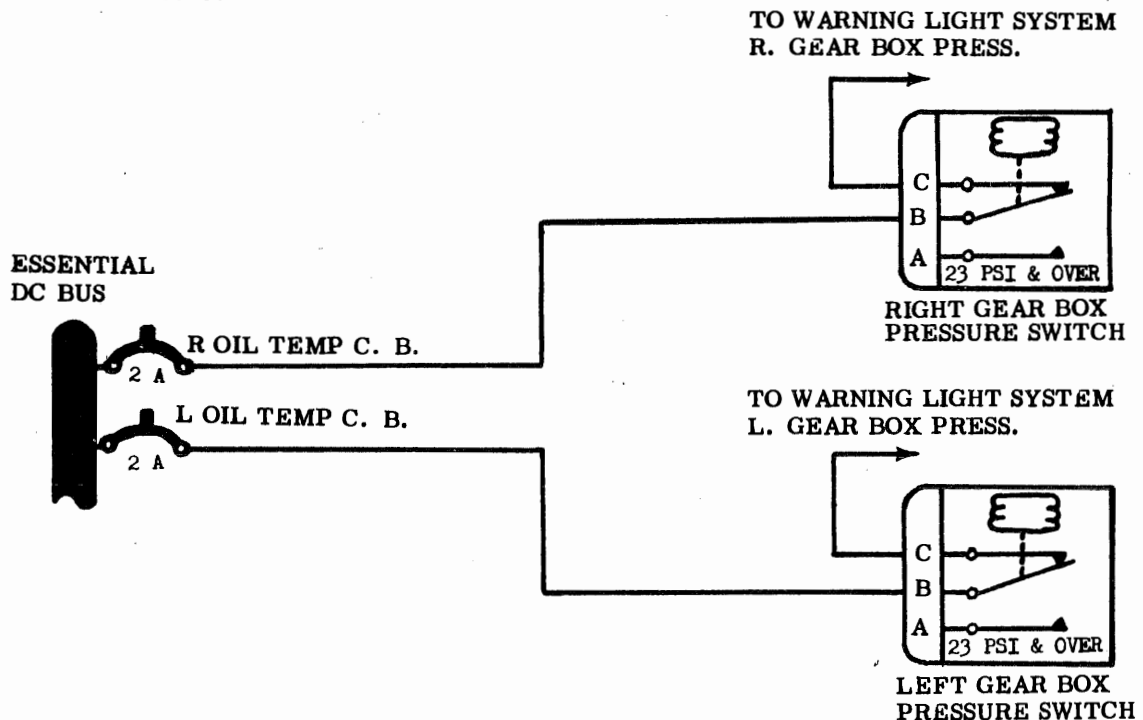 TO WARNING LIGHT SYSTEM
R. GEAR BOX PRESS.
C
B
A
23 PSI & OVER
RIGHT GEAR BOX
PRESSURE SWITCH
ESSENTIAL
DC BUS
R OIL TEMP C. B.
2 A
L OIL TEMP C. B.
2 A
TO WARNING LIGHT SYSTEM
L. GEAR BOX PRESS.
C
B
A
23 PSI & OVER
LEFT GEAR BOX
PRESSURE SWITCH